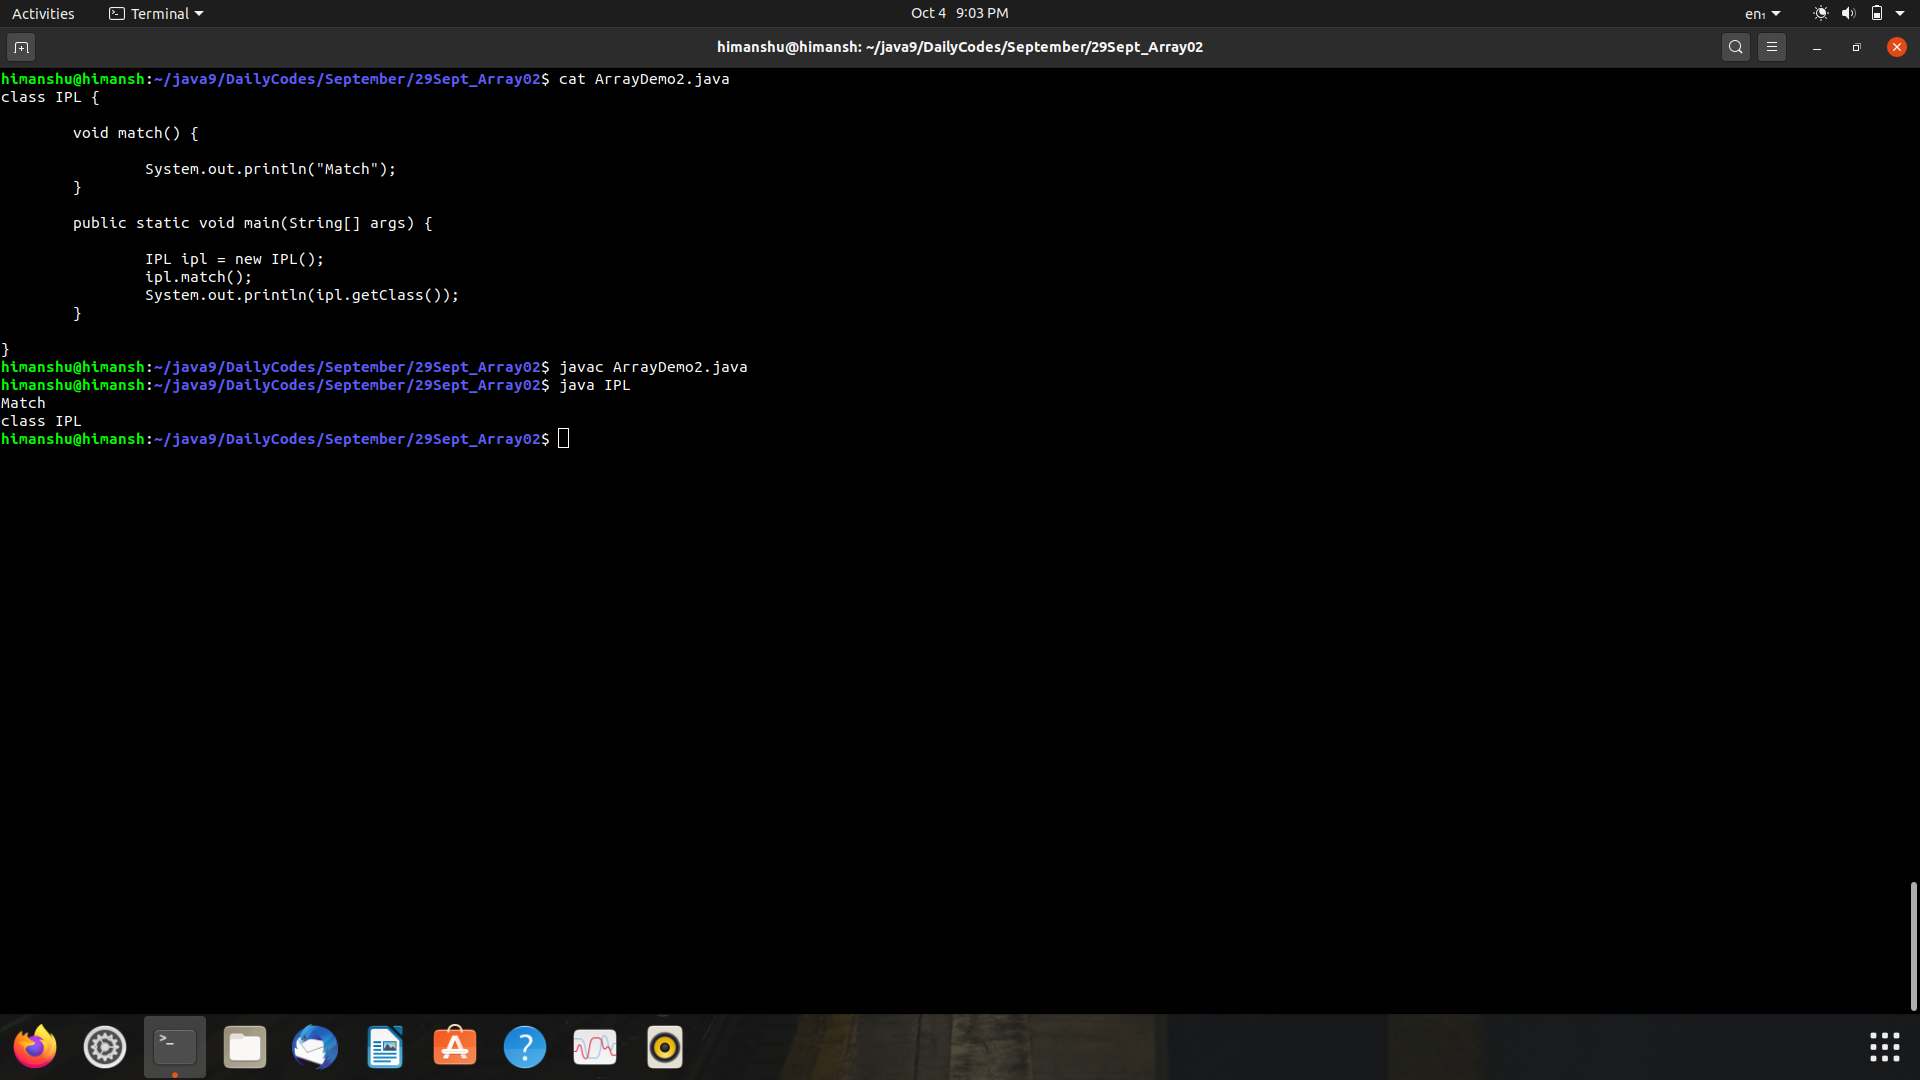 Activities Terminal Oct 4 9:03 PM en₁
himanshu@himansh: ~/java9/DailyCodes/September/29Sept_Array02
himanshu@himansh:~/java9/DailyCodes/September/29Sept_Array02$ cat ArrayDemo2.java
class IPL {
void match() {
System.out.println("Match");
}
public static void main(String[] args) {
IPL ipl = new IPL();
ipl.match();
System.out.println(ipl.getClass());
}
}
himanshu@himansh:~/java9/DailyCodes/September/29Sept_Array02$ javac ArrayDemo2.java
himanshu@himansh:~/java9/DailyCodes/September/29Sept_Array02$ java IPL
Match
class IPL
himanshu@himansh:~/java9/DailyCodes/September/29Sept_Array02$